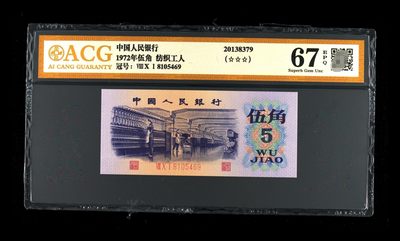 ACG
AI CANG GUARANTY
中国人民银行
1972年伍角 纺织工人
冠号: ⅦⅩⅠ8105469
20138379
(☆☆☆)
67 EPQ
Superb Gem Unc
中国人民银行
伍角
5
WU
JIAO
ⅦⅩⅠ8105469